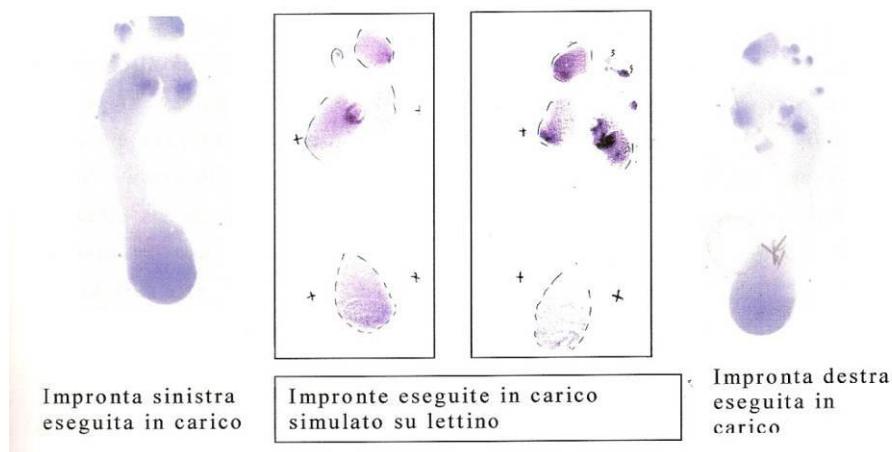 Impronta sinistra
eseguita in carico
Impronte eseguite in carico
simulato su lettino
Impronta destra
eseguita in
carico